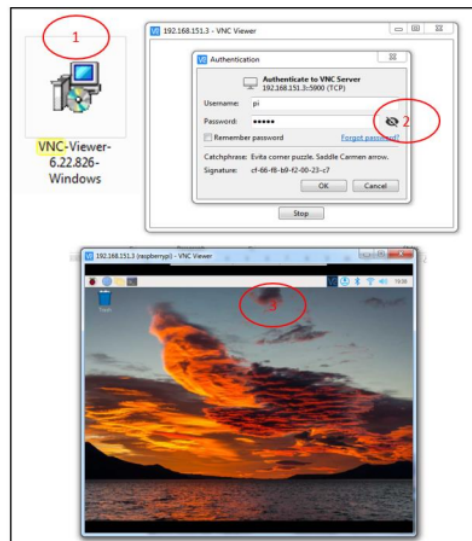 1
VNC-Viewer-
6.22.826-
Windows
192.168.151.3 - VNC Viewer
Authentication
Authenticate to VNC Server
192.168.151.3::5900 (TCP)
Username: pi
Password: •••••
2
Remember password Forgot password?
Catchphrase: Evita corner puzzle. Saddle Carmen arrow.
Signature: cf-66-f8-b9-f2-00-23-c7
OK Cancel
Stop
192.168.151.3 (raspberrypi) - VNC Viewer
3